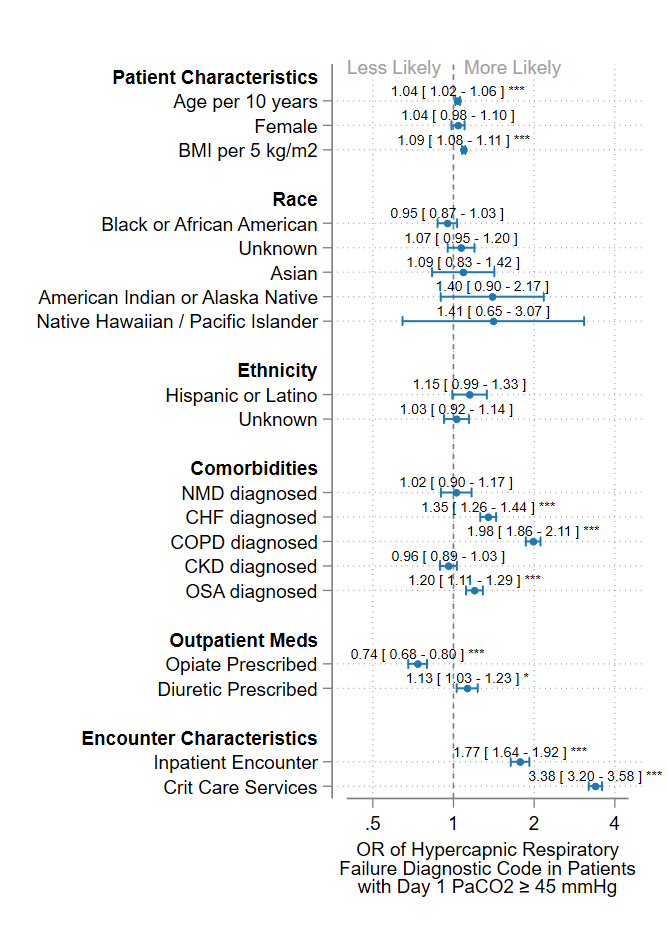 Less Likely More Likely
Patient Characteristics
1.04 [ 1.02 - 1.06 ] ***
Age per 10 years
1.04 [ 0.98 - 1.10 ]
Female
1.09 [ 1.08 - 1.11 ] ***
BMI per 5 kg/m2
Race
0.95 [ 0.87 - 1.03 ]
Black or African American
1.07 [ 0.95 - 1.20 ]
Unknown
1.09 [ 0.83 - 1.42 ]
Asian
1.40 [ 0.90 - 2.17 ]
American Indian or Alaska Native
1.41 [ 0.65 - 3.07 ]
Native Hawaiian / Pacific Islander
Ethnicity
1.15 [ 0.99 - 1.33 ]
Hispanic or Latino
1.03 [ 0.92 - 1.14 ]
Unknown
Comorbidities
1.02 [ 0.90 - 1.17 ]
NMD diagnosed
1.35 [ 1.26 - 1.44 ] ***
CHF diagnosed
1.98 [ 1.86 - 2.11 ] ***
COPD diagnosed
0.96 [ 0.89 - 1.03 ]
CKD diagnosed
1.20 [ 1.11 - 1.29 ] ***
OSA diagnosed
Outpatient Meds
0.74 [ 0.68 - 0.80 ] ***
Opiate Prescribed
1.13 [ 1.03 - 1.23 ] *
Diuretic Prescribed
Encounter Characteristics
1.77 [ 1.64 - 1.92 ] ***
Inpatient Encounter
3.38 [ 3.20 - 3.58 ] ***
Crit Care Services
.5 1 2 4
OR of Hypercapnic Respiratory
Failure Diagnostic Code in Patients
with Day 1 PaCO2 ≥ 45 mmHg